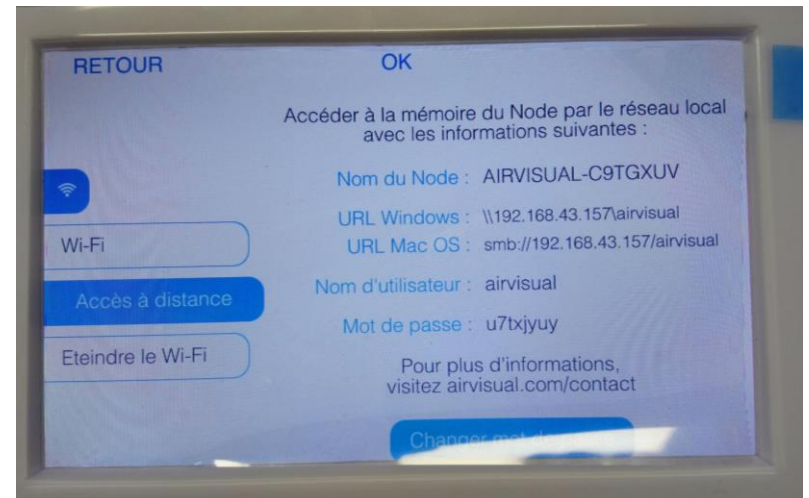 RETOUR
OK
Accéder à la mémoire du Node par le réseau local
avec les informations suivantes :
Nom du Node : AIRVISUAL-C9TGXUV
URL Windows : \\192.168.43.157\airvisual
URL Mac OS : smb://192.168.43.157/airvisual
Nom d'utilisateur : airvisual
Mot de passe : u7txjyuy
Pour plus d'informations,
visitez airvisual.com/contact
Changer mot de
Wi-Fi
Accès à distance
Eteindre le Wi-Fi